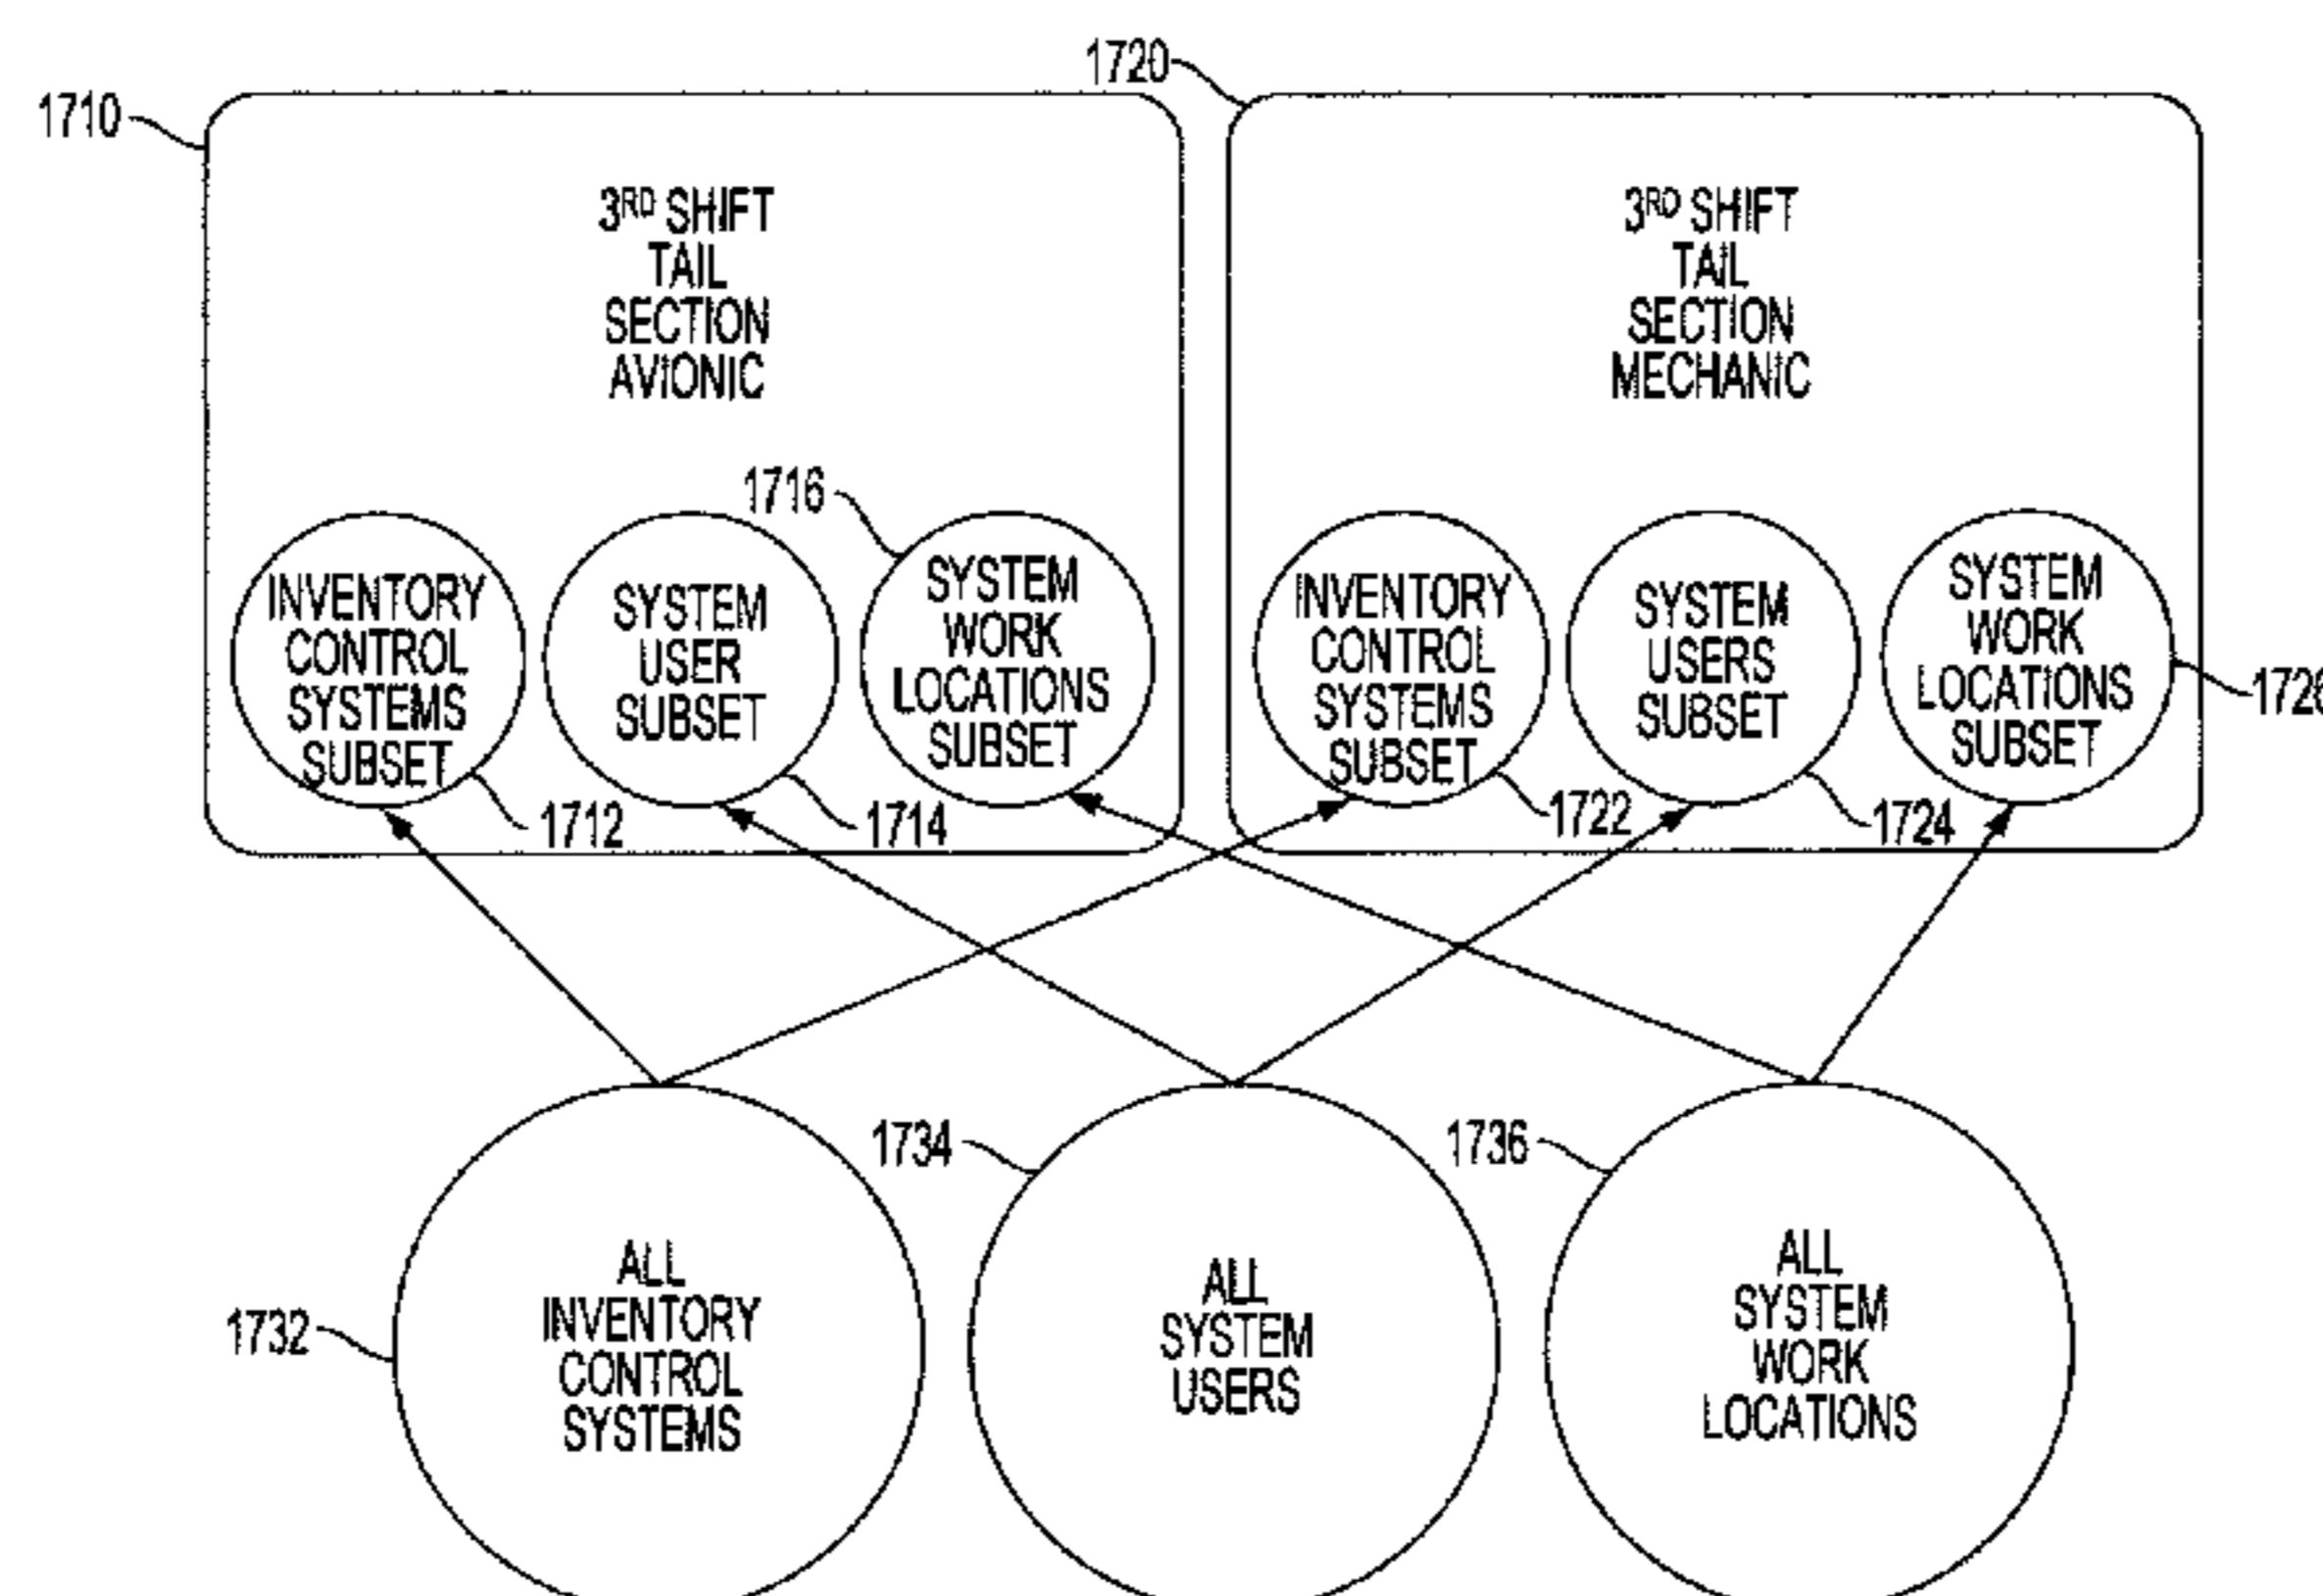 1720
1710
3RD SHIFT
TAIL
SECTION
AVIONIC
3RD SHIFT
TAIL
SECTION
MECHANIC
1716
INVENTORY
CONTROL
SYSTEMS
SUBSET
SYSTEM
USER
SUBSET
SYSTEM
WORK
LOCATIONS
SUBSET
INVENTORY
CONTROL
SYSTEMS
SUBSET
SYSTEM
USERS
SUBSET
SYSTEM
WORK
LOCATIONS
SUBSET
1712
1714
1722
1724
1734
1736
1732
ALL
INVENTORY
CONTROL
SYSTEMS
ALL
SYSTEM
USERS
ALL
SYSTEM
WORK
LOCATIONS